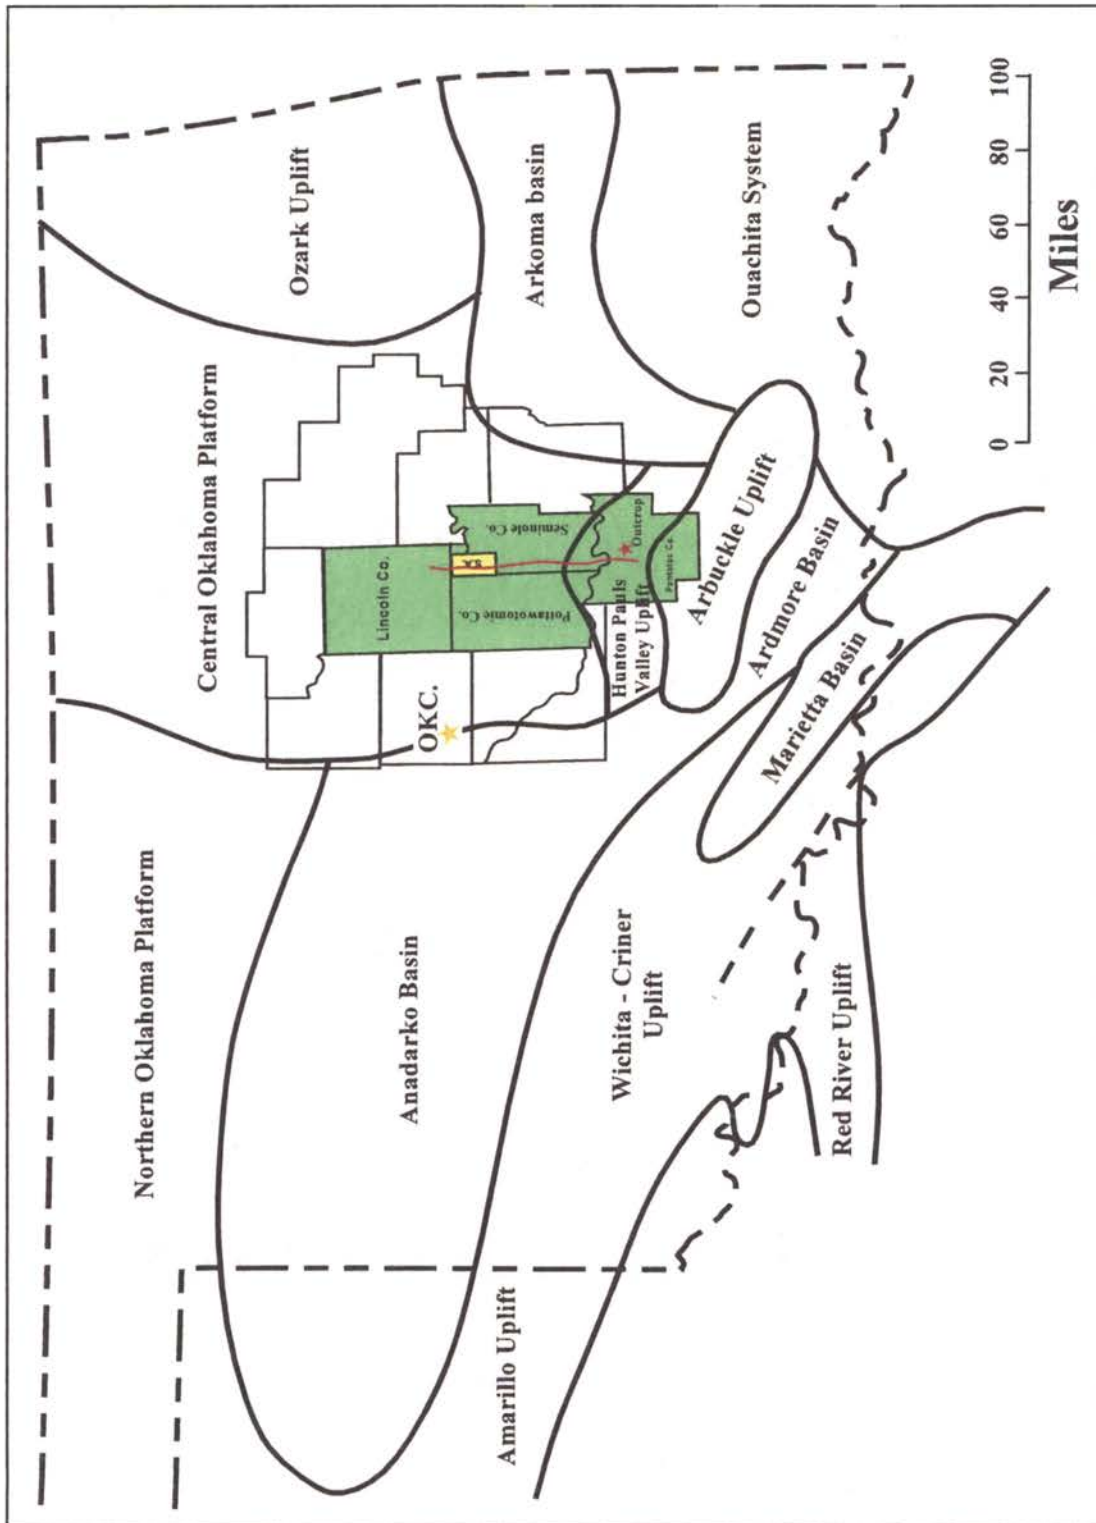 Northern Oklahoma Platform
Central Oklahoma Platform
Ozark Uplift
Anadarko Basin
OKC.
Lincoln Co.
Pottawotomie Co.
Seminole Co.
Arkoma basin
Amarillo Uplift
Wichita - Criner
Uplift
Hunton Pauls
Valley Uplift
Outcrop
Pontotoc Co.
Arbuckle Uplift
Ardmore Basin
Marietta Basin
Ouachita System
Red River Uplift
0 20 40 60 80 100
Miles